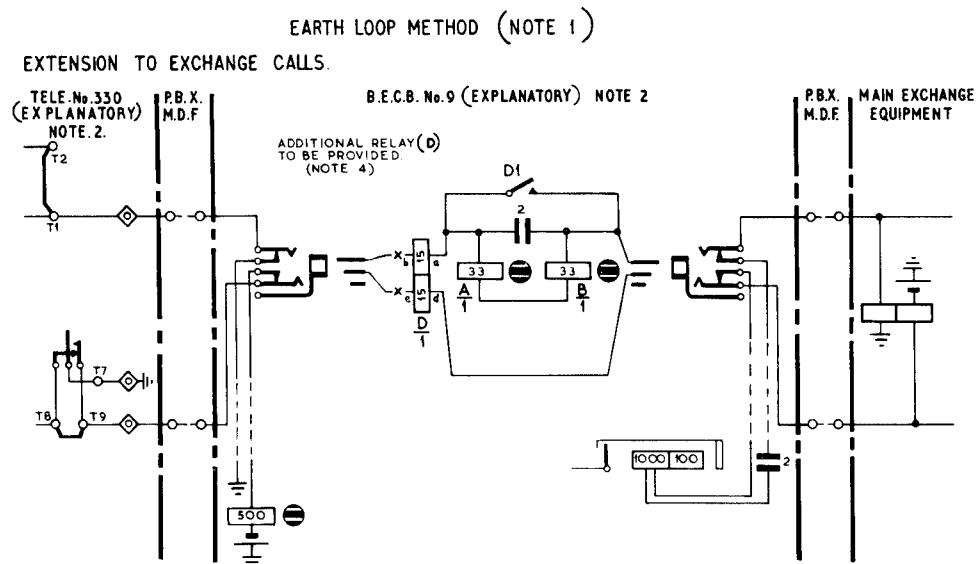 EARTH LOOP METHOD (NOTE 1)
EXTENSION TO EXCHANGE CALLS.
TELE. No. 330
(EXPLANATORY)
NOTE. 2.
P.B.X.
M.D.F.
B.E.C.B. No. 9 (EXPLANATORY) NOTE 2
P.B.X.
M.D.F.
MAIN EXCHANGE
EQUIPMENT
ADDITIONAL RELAY (D)
TO BE PROVIDED.
(NOTE 4)
T2
T1
D1
2
X b 15 a
33
33
X e 15 d
A
1
B
1
D
1
T7
T8
T9
1000 100
2
500